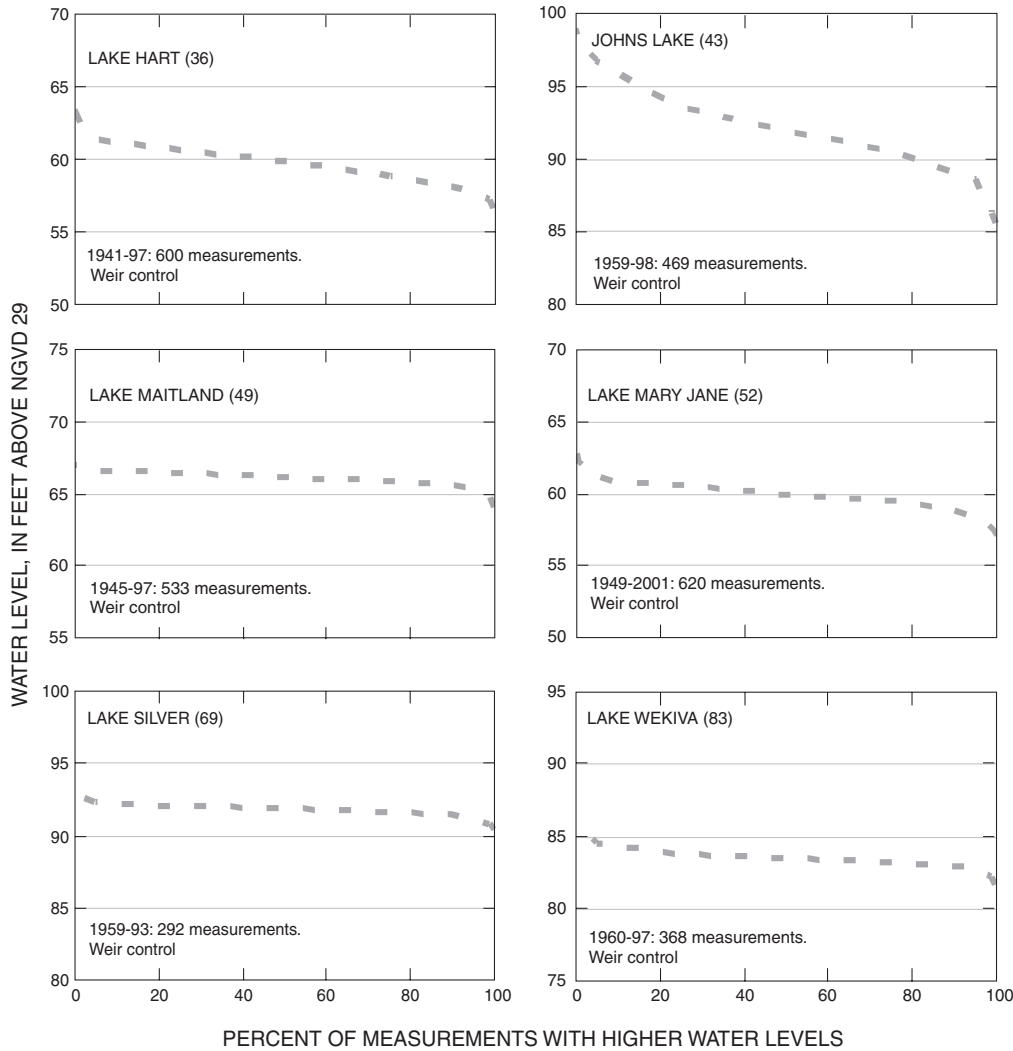 WATER LEVEL, IN FEET ABOVE NGVD 29
70
65
60
55
50
LAKE HART (36)
1941-97: 600 measurements.
Weir control
100
95
90
85
80
JOHNS LAKE (43)
1959-98: 469 measurements.
Weir control
75
70
65
60
55
LAKE MAITLAND (49)
1945-97: 533 measurements.
Weir control
70
65
60
55
50
LAKE MARY JANE (52)
1949-2001: 620 measurements.
Weir control
100
95
90
85
80
LAKE SILVER (69)
1959-93: 292 measurements.
Weir control
0 20 40 60 80 100
95
90
85
80
75
LAKE WEKIVA (83)
1960-97: 368 measurements.
Weir control
0 20 40 60 80 100
PERCENT OF MEASUREMENTS WITH HIGHER WATER LEVELS